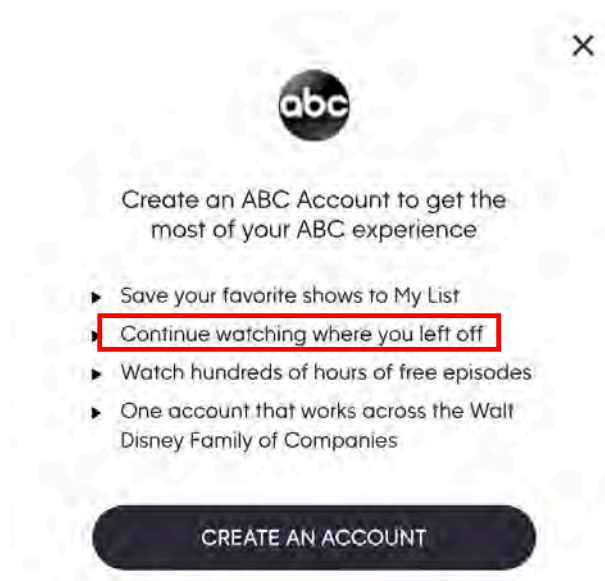 abc
Create an ABC Account to get the
most of your ABC experience
Save your favorite shows to My List
Continue watching where you left off
Watch hundreds of hours of free episodes
One account that works across the Walt
Disney Family of Companies
CREATE AN ACCOUNT